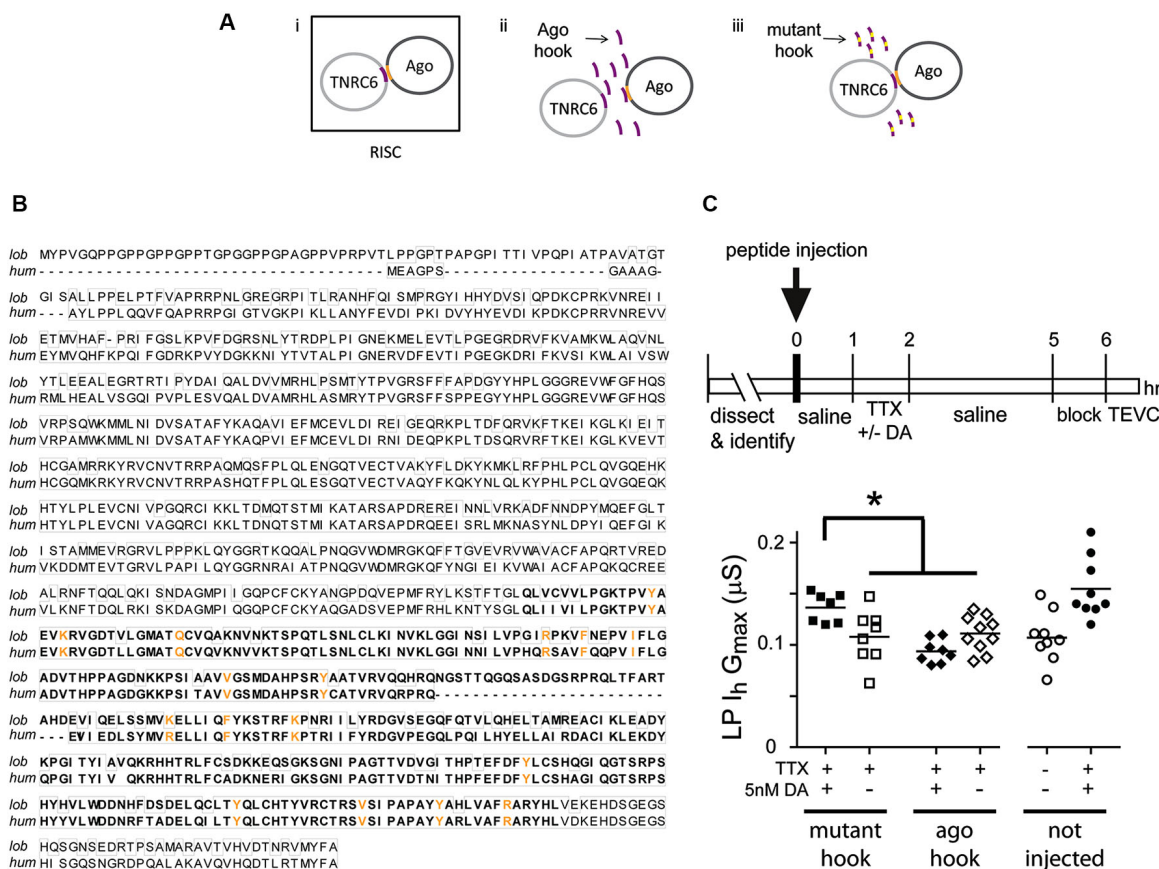 A
i
TNRC6
Ago
RISC
ii
Ago
hook
TNRC6
Ago
iii
mutant
hook
TNRC6
Ago
B
lob MYPVGQPPGPPGPPGPPTGPGGPPGPAGPPVPRPVTLPPGPTPAPGPITTIVPQPIATPAVATGT
hum ------------------------------------MEAGPS-----------------GAAAG-
lob GISALLPPELPTFVAPRRPNLGREGRPITLRANHFQISMPRGYIHHYDVSIQPDKCPRKVNREII
hum ---AYLPPLQQVFQAPRRPGIGTVGKPIKLLANYFEVDIPKIDVYHYEVDIKPDKCPRRVNREVV
lob ETMVHAF-PRIFGSLKPVFDGRSNLYTRDPLPIGNEKMELEVTLPGEGRDRVFKVAMKWLAQVNL
hum EYMVQHFKPQIFGDRKPVYDGKKNIYTVTALPIGNERVDFEVTIPGEGKDRIFKVSIKWLAIVSW
lob YTLEEALEGRTRTIPYDAIQALDVVMRHLPSMTYTPVGRSFFFAPDGYYHPLGGGREVWFGFHQS
hum RMLHEALVSGQIPVPLESVQALDVAMRHLASMRYTPVGRSFFSPPEGYYHPLGGGREVWFGFHQS
lob VRPSQWKMMLNIDVSATAFYKAQAVIEFMCEVLDIREIGEQRKPLTDFQRVKFTKEIKGLKIEIT
hum VRPAMWKMMLNIDVSATAFYKAQPVIEFMCEVLDIRNIDEQPKPLTDSQRVRFTKEIKGLKVEVT
lob HCGAMRRKYRVCNVTRRPAQMQSFPLQLENGQTVECTVAKYFLDKYKMKLRFPHLPCLQVGQEHK
hum HCGQMKRKYRVCNVTRRPASHQTFPLQLESGQTVECTVAQYFKQKYNLQLKYPHLPCLQVGQEQK
lob HTYLPLEVCNIVPGQRCIKKLTDMQTSTMIKATARSAPDREREINNLVRKADFNNDPYMQEFGLT
hum HTYLPLEVCNIVAGQRCIKKLTDNQTSTMIKATARSAPDRQEEISRLMKNASYNLDPYIQEFGIK
lob ISTAMMEVRGRVLPPPKLQYGGRTKQQALPNQGVWDMRGKQFFTGVEVRVWAVACFAPQRTVRED
hum VKDDMTEVTGRVLPAPILQYGGRNRAIATPNQGVWDMRGKQFYNGIEIKVWAIACFAPQKQCREE
lob ALRNFTQQLQKISNDAGMPIIGQPCFCKYANGPDQVEPMFRYLKSTFTGLQLVCVVLPGKTPVYA
hum VLKNFTDQLRKISKDAGMPIQGQPCFCKYAQGADSVEPMFRHLKNTYSGLQLIIVILPGKTPVYA
lob EVKRVGDTVLGMATQCVQAKNVNKTSPQTLSNLCLKINVKLGGINSILVPGIRPKVFNEPVIFLG
hum EVKRVGDTLLGMATQCVQVKNVVKTSPQTLSNLCLKINVKLGGINNILVPHQRSAVFQQPVIFLG
lob ADVTHPPAGDNKKPSIAAVVGSMDAHPSRYAATVRVQQHRQNGSTTQGQSASDGSRPRQLTFART
hum ADVTHPPAGDGKKPSITAVVGSMDAHPSRYCATVRVQRPRQ------------------------
lob AHDEVIQELSSMVKELLIQFYKSTRFKPNRIILYRDGVSEGQFQTVLQHELTAMREACIKLEADY
hum ---EVIEDLSYMVRELLIQFYKSTRFKPTRIIFYRDGVPEGQLPQILHYELLAIRDACIKLEKDY
lob KPGITYIAVQKRHHTRLFCSDKKEQSGKSGNIPAGTTVDVGITHPTEFDFYLCSHQGIQGTSRPS
hum QPGITYIVVQKRHHTRLFCADKNERIGKSGNIPAGTTVDTNITHPFEFDFYLCSHAGIQGTSRPS
lob HYHVLWDDNHFDSDELQCLTYQLCHTYVRCTRSVSIPAPAYYAHLVAFRARYHLVEKEHDSGEGS
hum HYYVLWDDNRFTADELQILTYQLCHTYVRCTRSVSIPAPAYYARLVAFRARYHLVDKEHDSGEGS
lob HQSGNSEDRTPSAMARAVTVHVDTNRVMYFA
hum HISGQSNGRDPQALAKAVQVHQDTLRTMYFA
C
peptide injection
0 1 2 5 6 hr
dissect & identify
saline
TTX +/- DA
saline
block
TEVC
*
LP Ih Gmax (µS)
0.2
0.1
0
TTX + + + + - +
5nM DA + - + - - +
mutant hook
ago hook
not injected